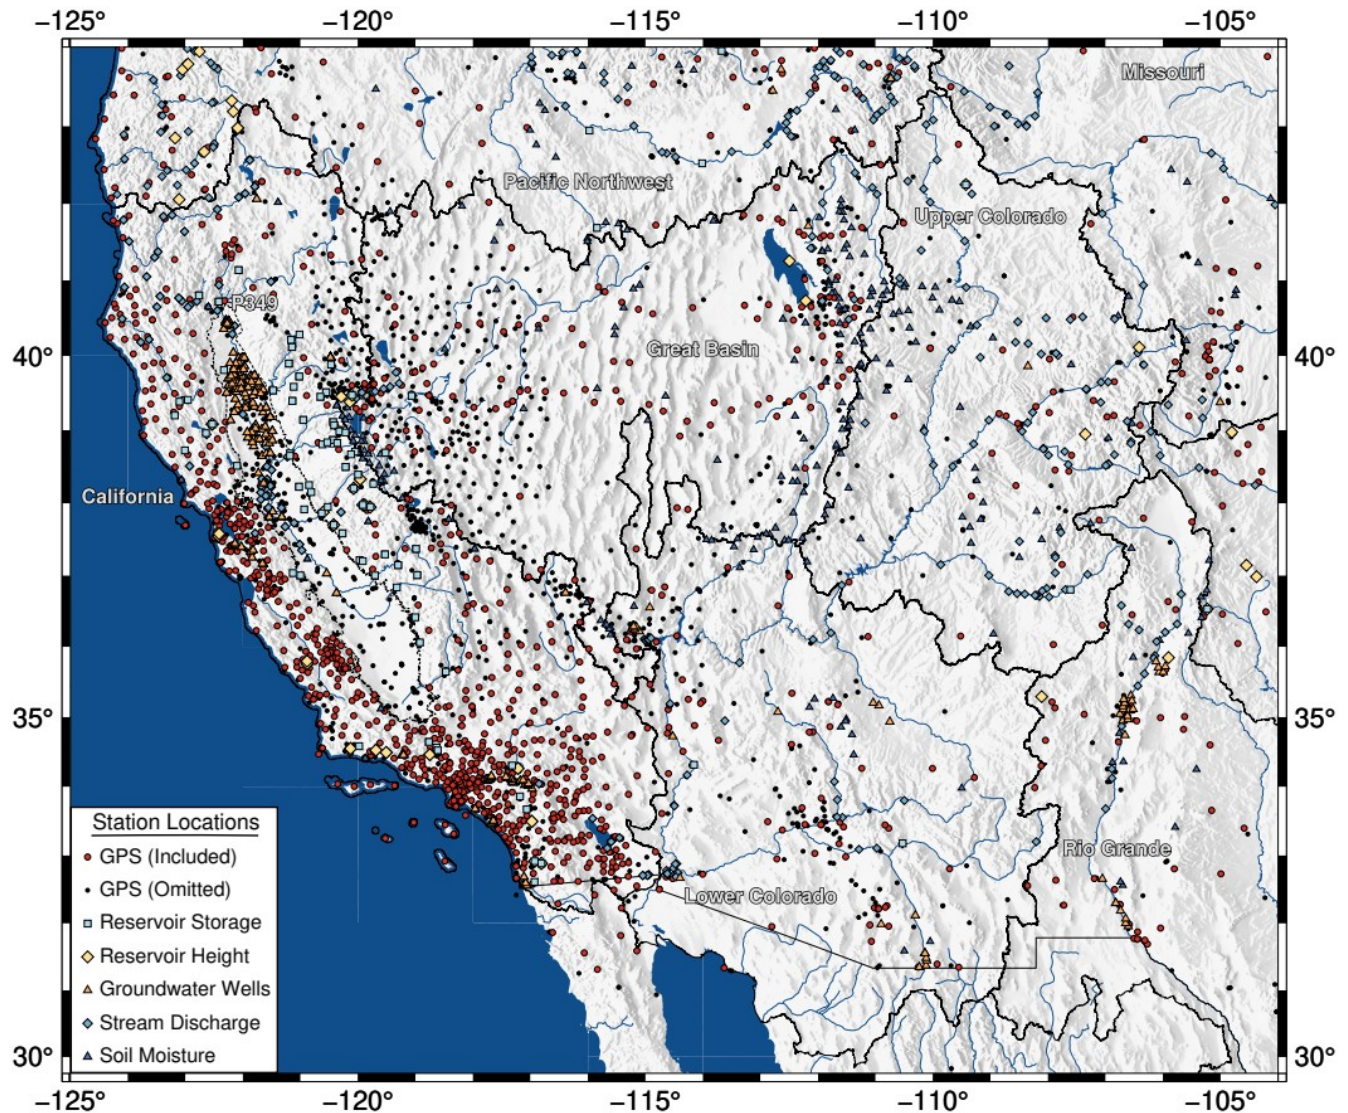 −125° −120° −115° −110° −105°
Missouri
Pacific Northwest
Upper Colorado
P349
Great Basin
40° 40°
California
35° 35°
Station Locations
GPS (Included)
Rio Grande
GPS (Omitted)
Lower Colorado
Reservoir Storage
Reservoir Height
Groundwater Wells
Stream Discharge
Soil Moisture
30° 30°
−125° −120° −115° −110° −105°